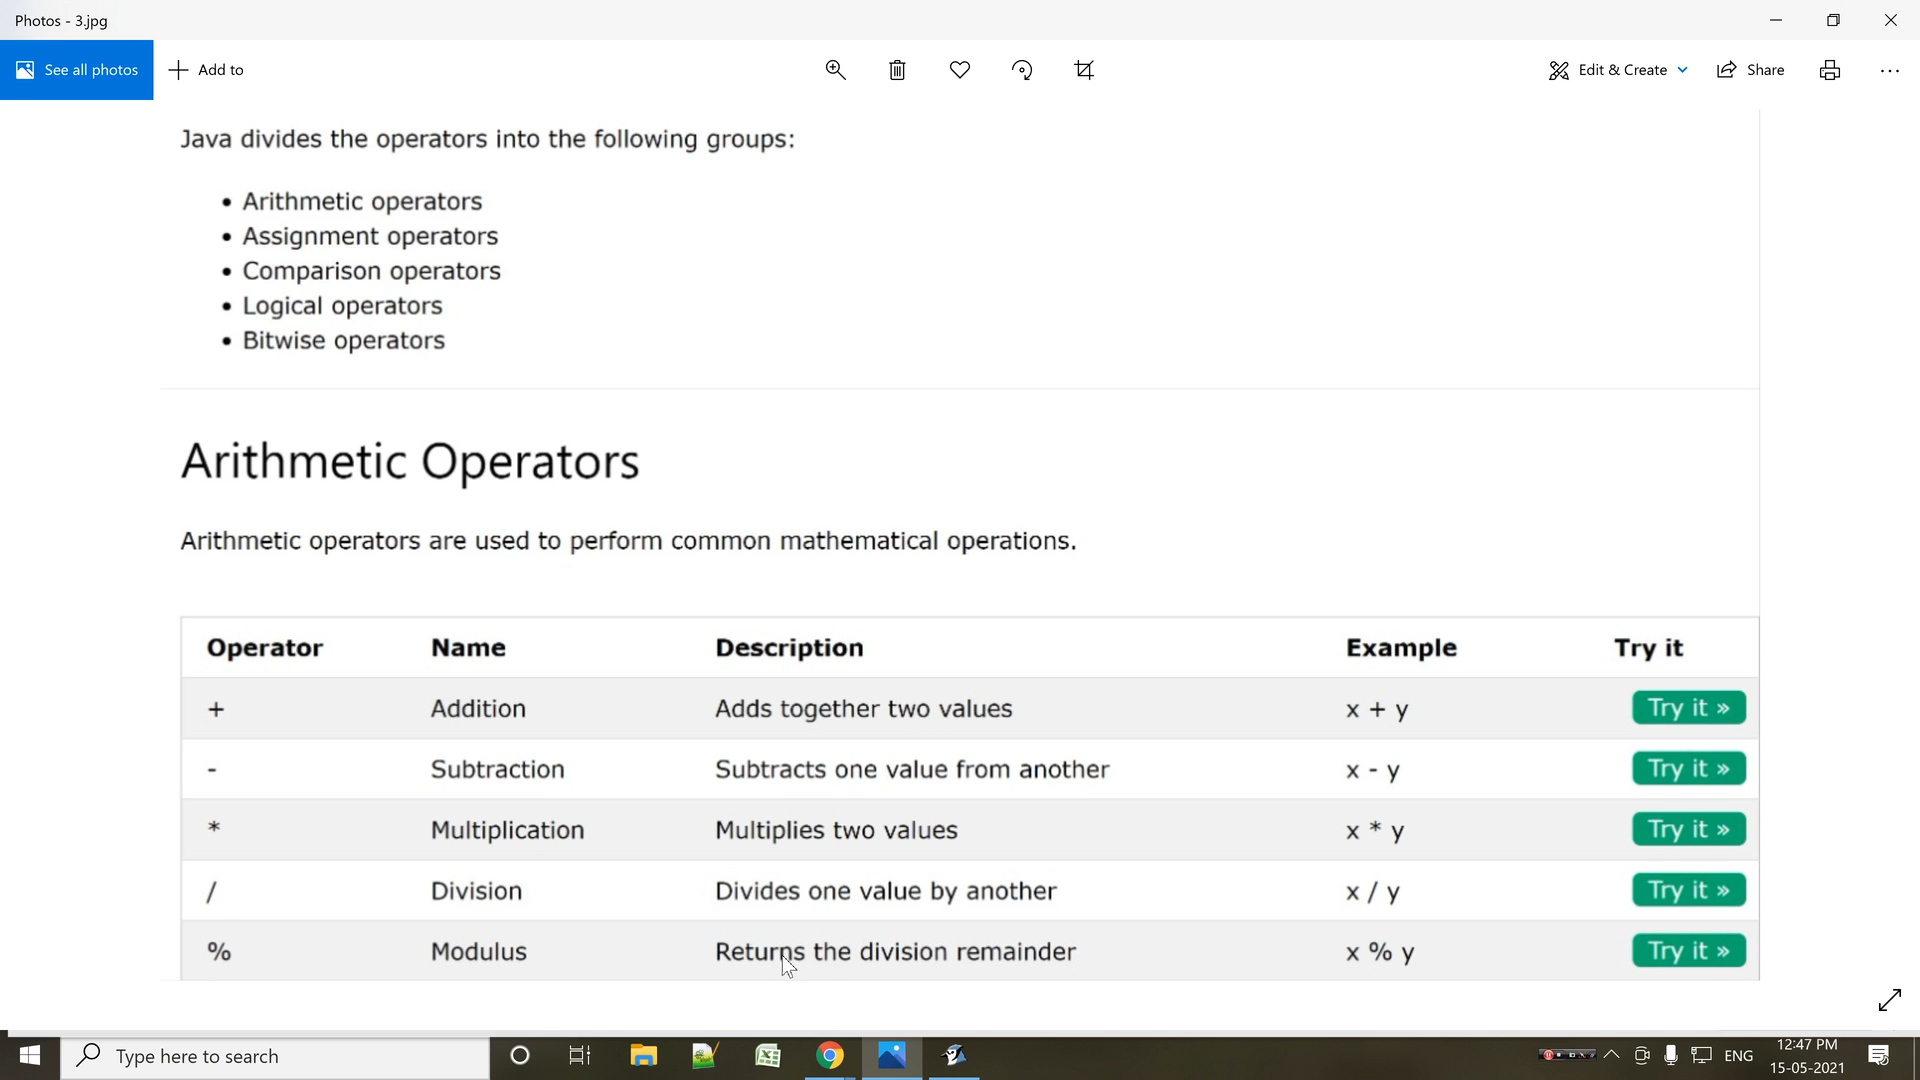 Photos - 3.jpg
See all photos
Add to
Edit & Create
Share
Java divides the operators into the following groups:
• Arithmetic operators
• Assignment operators
• Comparison operators
• Logical operators
• Bitwise operators
Arithmetic Operators
Arithmetic operators are used to perform common mathematical operations.
Operator Name Description Example Try it
+ Addition Adds together two values x + y Try it »
- Subtraction Subtracts one value from another x - y Try it »
* Multiplication Multiplies two values x * y Try it »
/ Division Divides one value by another x / y Try it »
% Modulus Returns the division remainder x % y Try it »
Type here to search
ENG
12:47 PM
15-05-2021